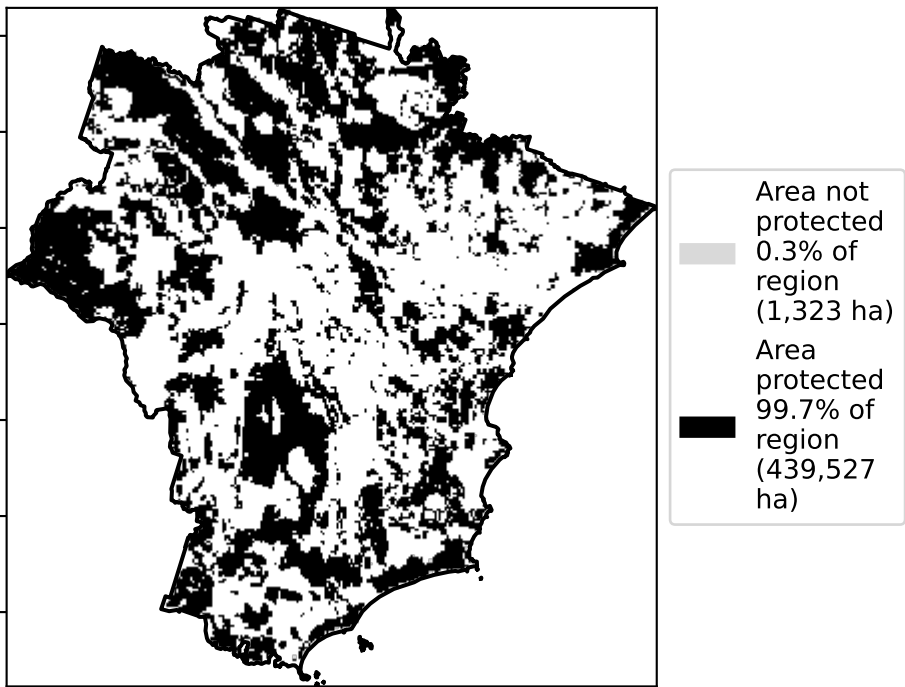 Area not
protected
0.3% of
region
(1,323 ha)
Area
protected
99.7% of
region
(439,527
ha)